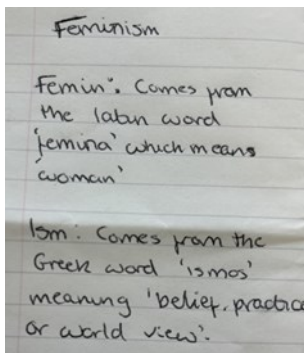 Feminism
Femin: Comes from
the latin word
'femina' which means
'woman'
Ism: Comes from the
Greek word 'ismos'
meaning 'belief, practice
or world view'.